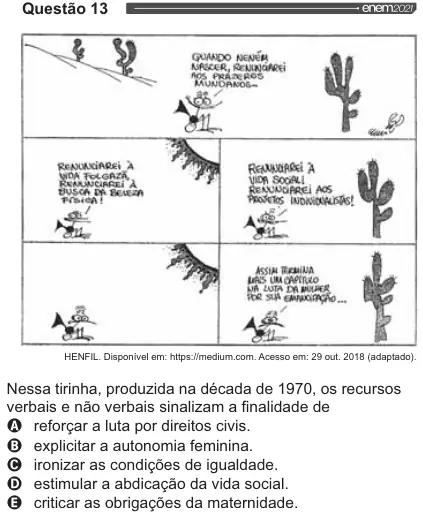 Questão 13
enem2021
QUANDO NENÉM
NASCER, RENUNCIAREI
AOS PRAZERES
MUNDANOS...
RENUNCIAREI À
VIDA FOLGAZÃ,
RENUNCIAREI À
BUSCA DA BELEZA
FÍSICA!
RENUNCIAREI À
VIDA SOCIAL!
RENUNCIAREI AOS
PROJETOS INDIVIDUALISTAS!
ASSIM TERMINA
MAIS UM CAPÍTULO
NA LUTA DA MULHER
POR SUA EMANCIPAÇÃO...
HENFIL. Disponível em: https://medium.com. Acesso em: 29 out. 2018 (adaptado).
Nessa tirinha, produzida na década de 1970, os recursos
verbais e não verbais sinalizam a finalidade de
A reforçar a luta por direitos civis.
B explicitar a autonomia feminina.
C ironizar as condições de igualdade.
D estimular a abdicação da vida social.
E criticar as obrigações da maternidade.